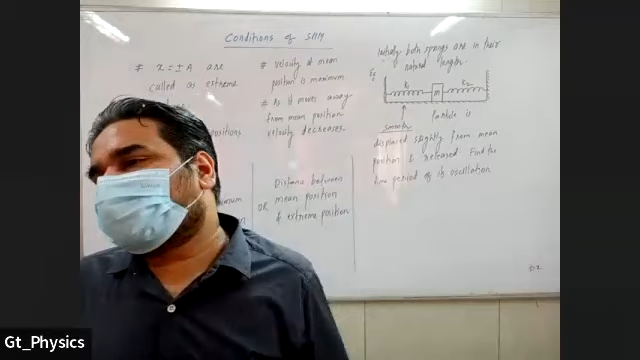 Conditions of SHM
# x = ± A are
called as extreme
positions
OR
# Velocity at mean
position is maximum
# As it moves away
from mean position
velocity decreases
Distance between
mean position
& extreme position
Initially both springs are in their
natural length.
Ex
K1
m
K2
smooth
Particle is
displaced slightly from mean
position & released. Find the
time period of its oscillation
Gt_Physics